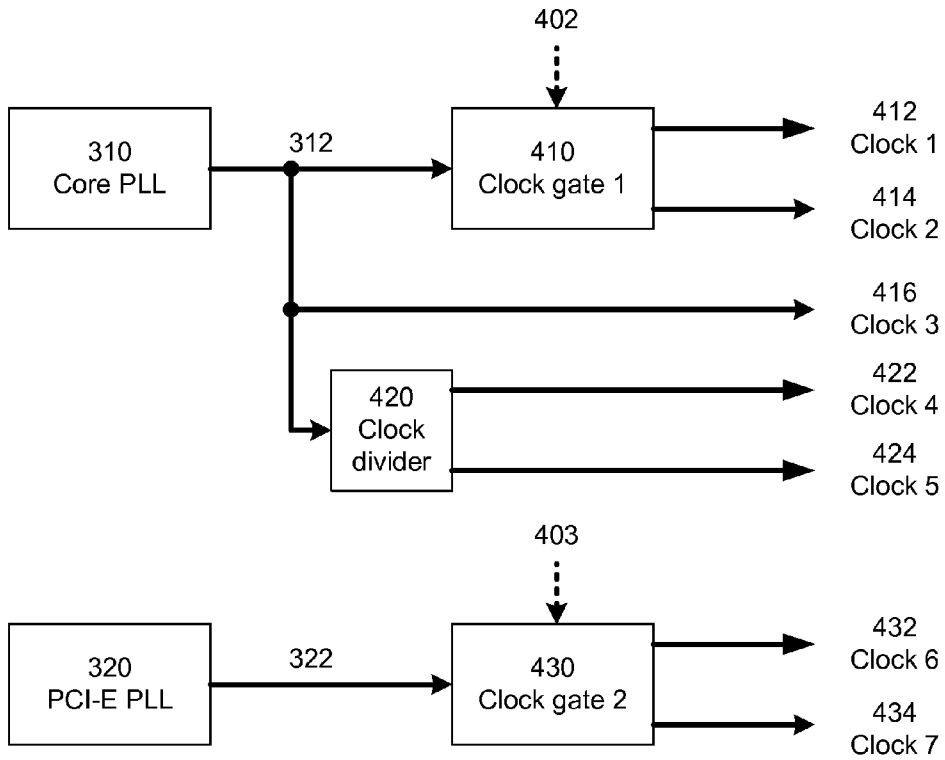 402
310
Core PLL
312
410
Clock gate 1
412
Clock 1
414
Clock 2
416
Clock 3
420
Clock
divider
422
Clock 4
424
Clock 5
403
320
PCI-E PLL
322
430
Clock gate 2
432
Clock 6
434
Clock 7